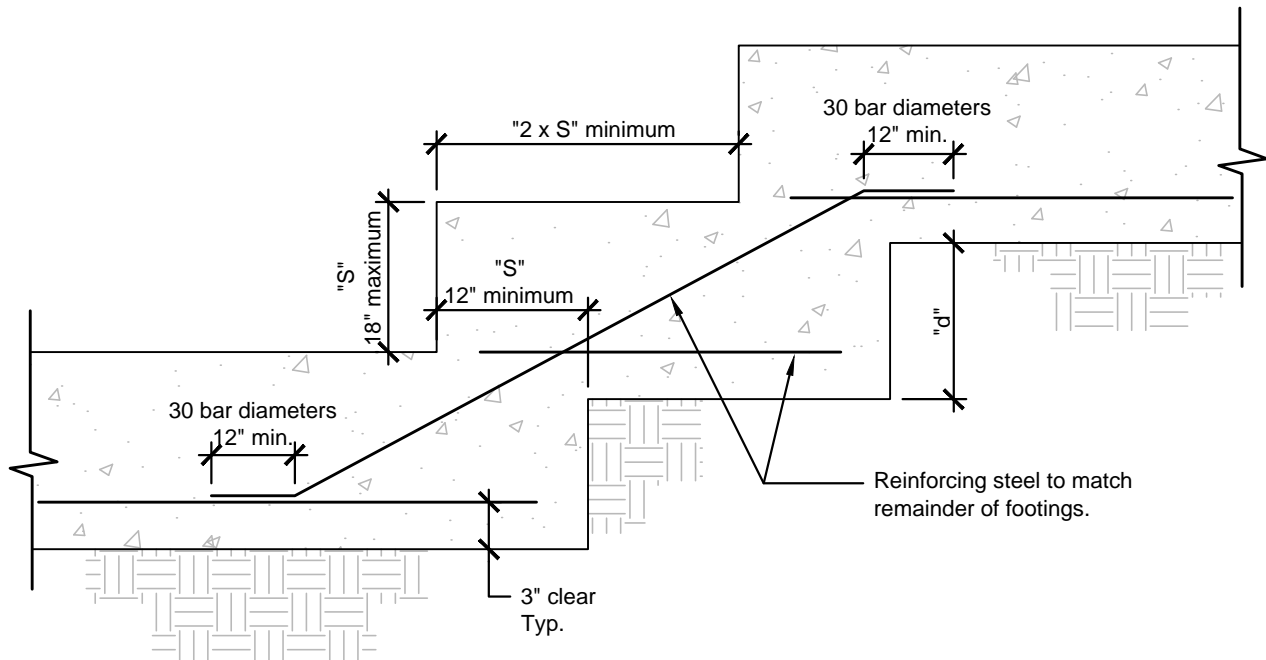 "2 x S" minimum
30 bar diameters
12" min.
"S"
18" maximum
"S"
12" minimum
"d"
30 bar diameters
12" min.
Reinforcing steel to match
remainder of footings.
3" clear
Typ.